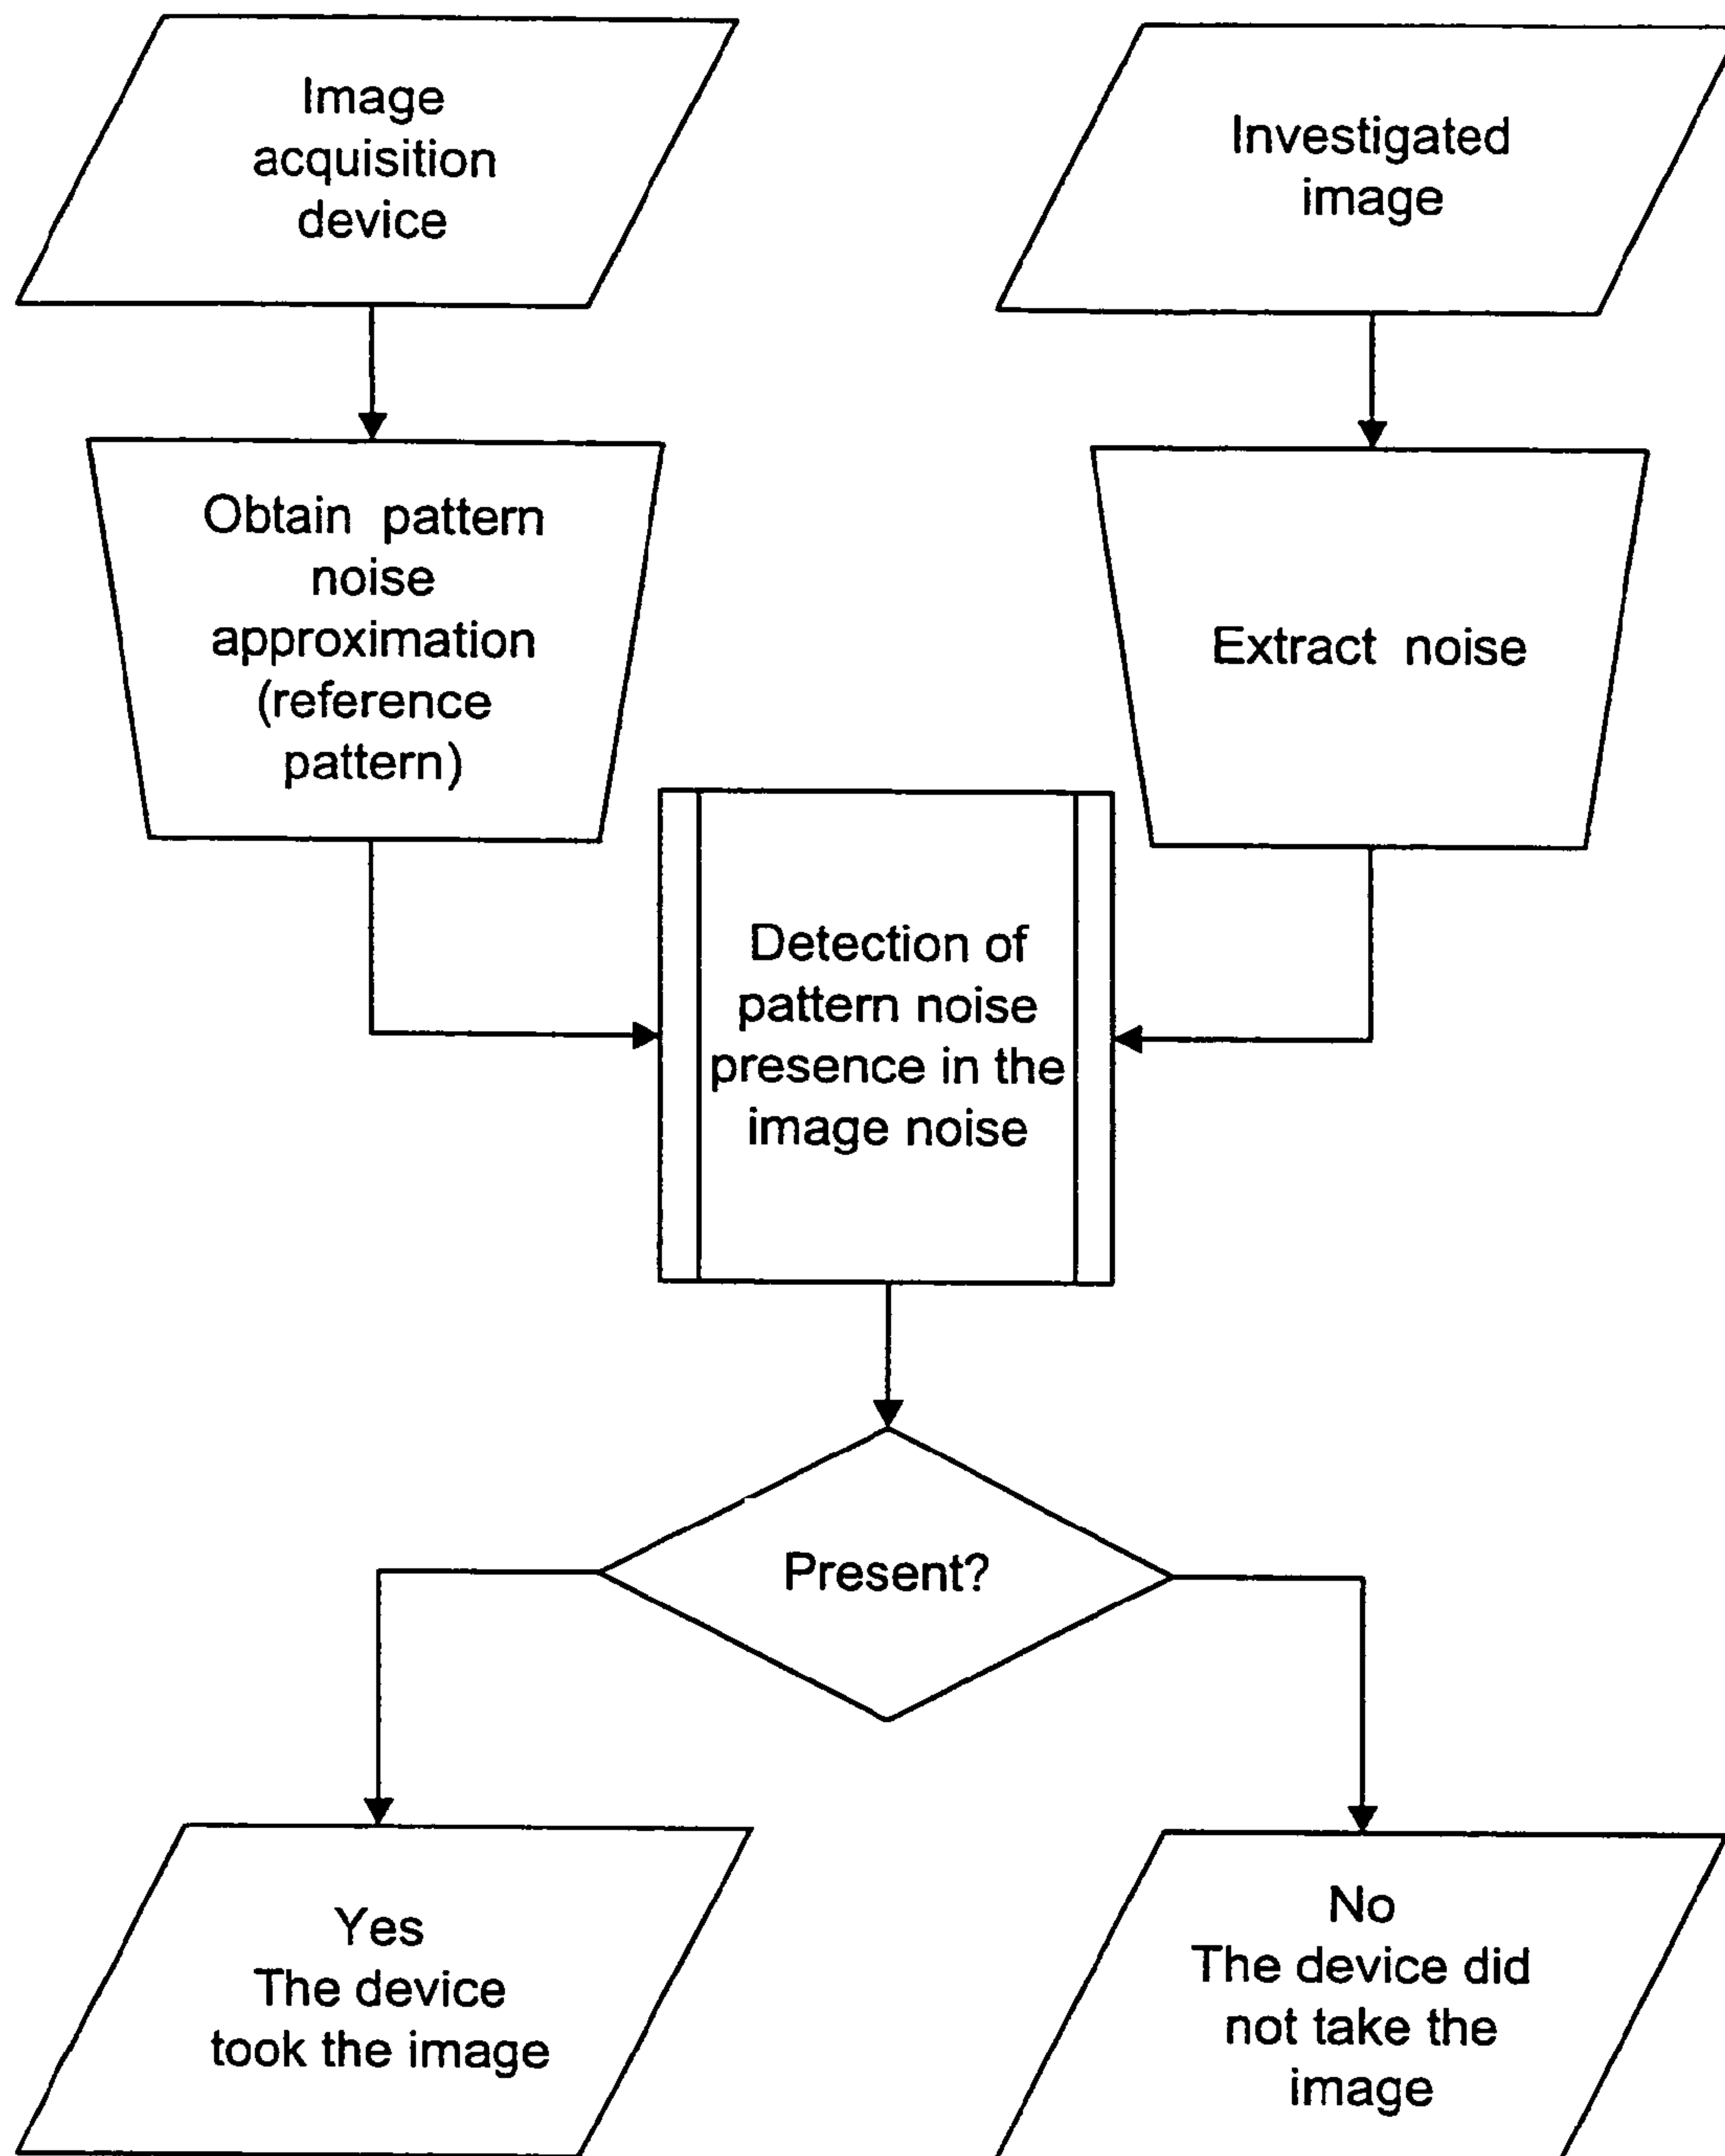 Image
acquisition
device
Investigated
image
Obtain pattern
noise
approximation
(reference
pattern)
Extract noise
Detection of
pattern noise
presence in the
image noise
Present?
Yes
The device
took the image
No
The device did
not take the
image